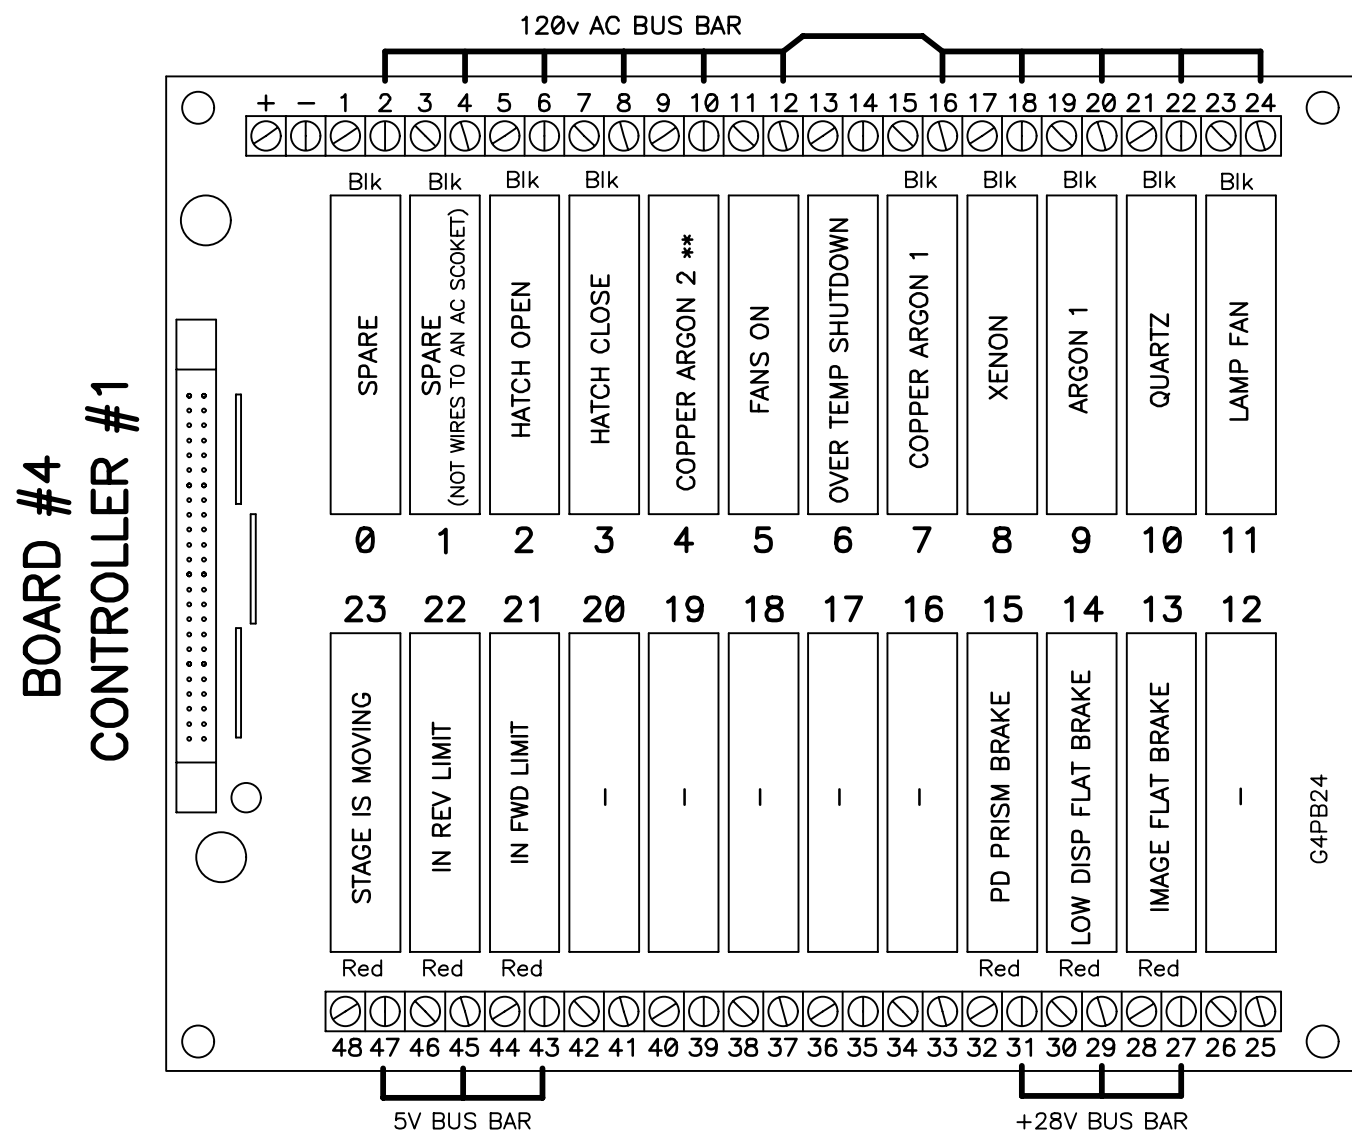 120v AC BUS BAR
+ − 1 2 3 4 5 6 7 8 9 10 11 12 13 14 15 16 17 18 19 20 21 22 23 24
Blk Blk Blk Blk Blk Blk Blk Blk Blk
SPARE
SPARE
(NOT WIRES TO AN AC SCOKET)
HATCH OPEN
HATCH CLOSE
COPPER ARGON 2 **
FANS ON
OVER TEMP SHUTDOWN
COPPER ARGON 1
XENON
ARGON 1
QUARTZ
LAMP FAN
0 1 2 3 4 5 6 7 8 9 10 11
BOARD #4
CONTROLLER #1
23 22 21 20 19 18 17 16 15 14 13 12
STAGE IS MOVING
IN REV LIMIT
IN FWD LIMIT
–
–
–
–
–
PD PRISM BRAKE
LOW DISP FLAT BRAKE
IMAGE FLAT BRAKE
–
G4PB24
Red Red Red Red Red Red
48 47 46 45 44 43 42 41 40 39 38 37 36 35 34 33 32 31 30 29 28 27 26 25
5V BUS BAR
+28V BUS BAR